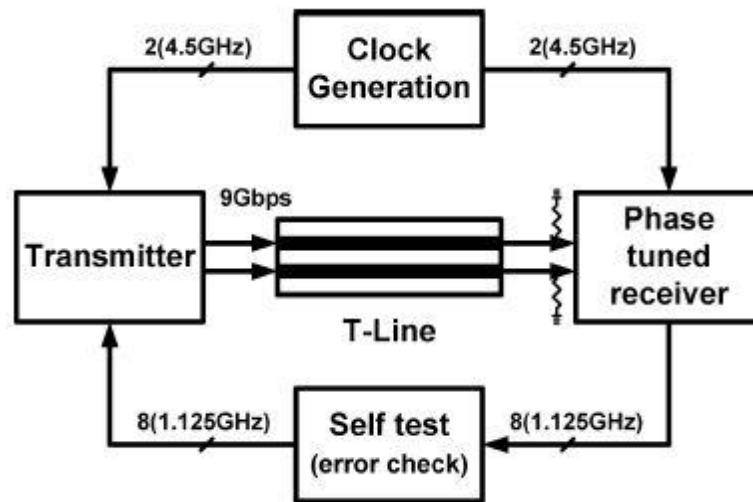 2(4.5GHz)
Clock
Generation
2(4.5GHz)
9Gbps
Transmitter
T-Line
Phase
tuned
receiver
8(1.125GHz)
Self test
(error check)
8(1.125GHz)